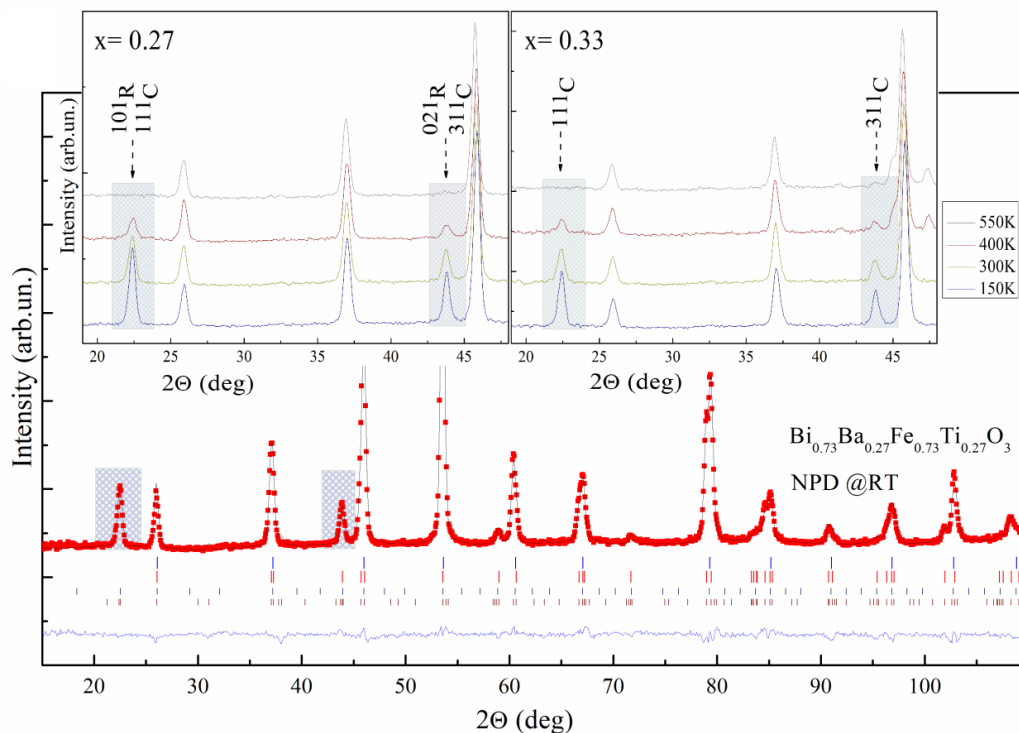 x= 0.27
101R
111C
021R
311C
Intensity (arb.un.)
20 25 30 35 40 45
2Θ (deg)
x= 0.33
111C
311C
20 25 30 35 40 45
2Θ (deg)
550K
400K
300K
150K
Intensity (arb.un.)
Bi0.73Ba0.27Fe0.73Ti0.27O3
NPD @RT
20 30 40 50 60 70 80 90 100
2Θ (deg)